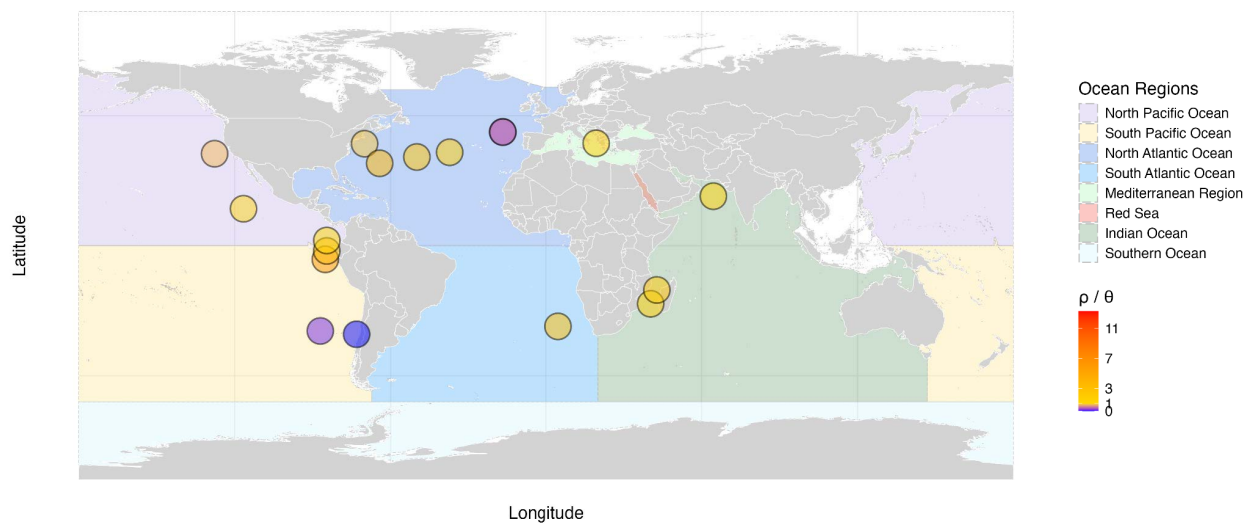 Latitude
Longitude
Ocean Regions
North Pacific Ocean
South Pacific Ocean
North Atlantic Ocean
South Atlantic Ocean
Mediterranean Region
Red Sea
Indian Ocean
Southern Ocean
ρ / θ
11
7
3
1
0